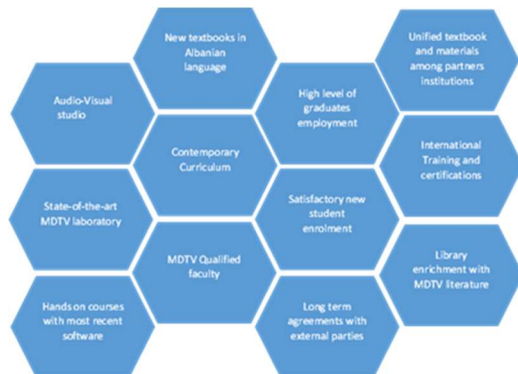 New textbooks in
Albanian
language
Unified textbook
and materials
among partners
institutions
Audio-Visual
studio
High level of
graduates
employment
Contemporary
Curriculum
International
Training and
certifications
State-of-the-art
MDTV laboratory
Satisfactory new
student
enrolment
MDTV Qualified
faculty
Library
enrichment with
MDTV literature
Hands on courses
with most recent
software
Long term
agreements with
external parties